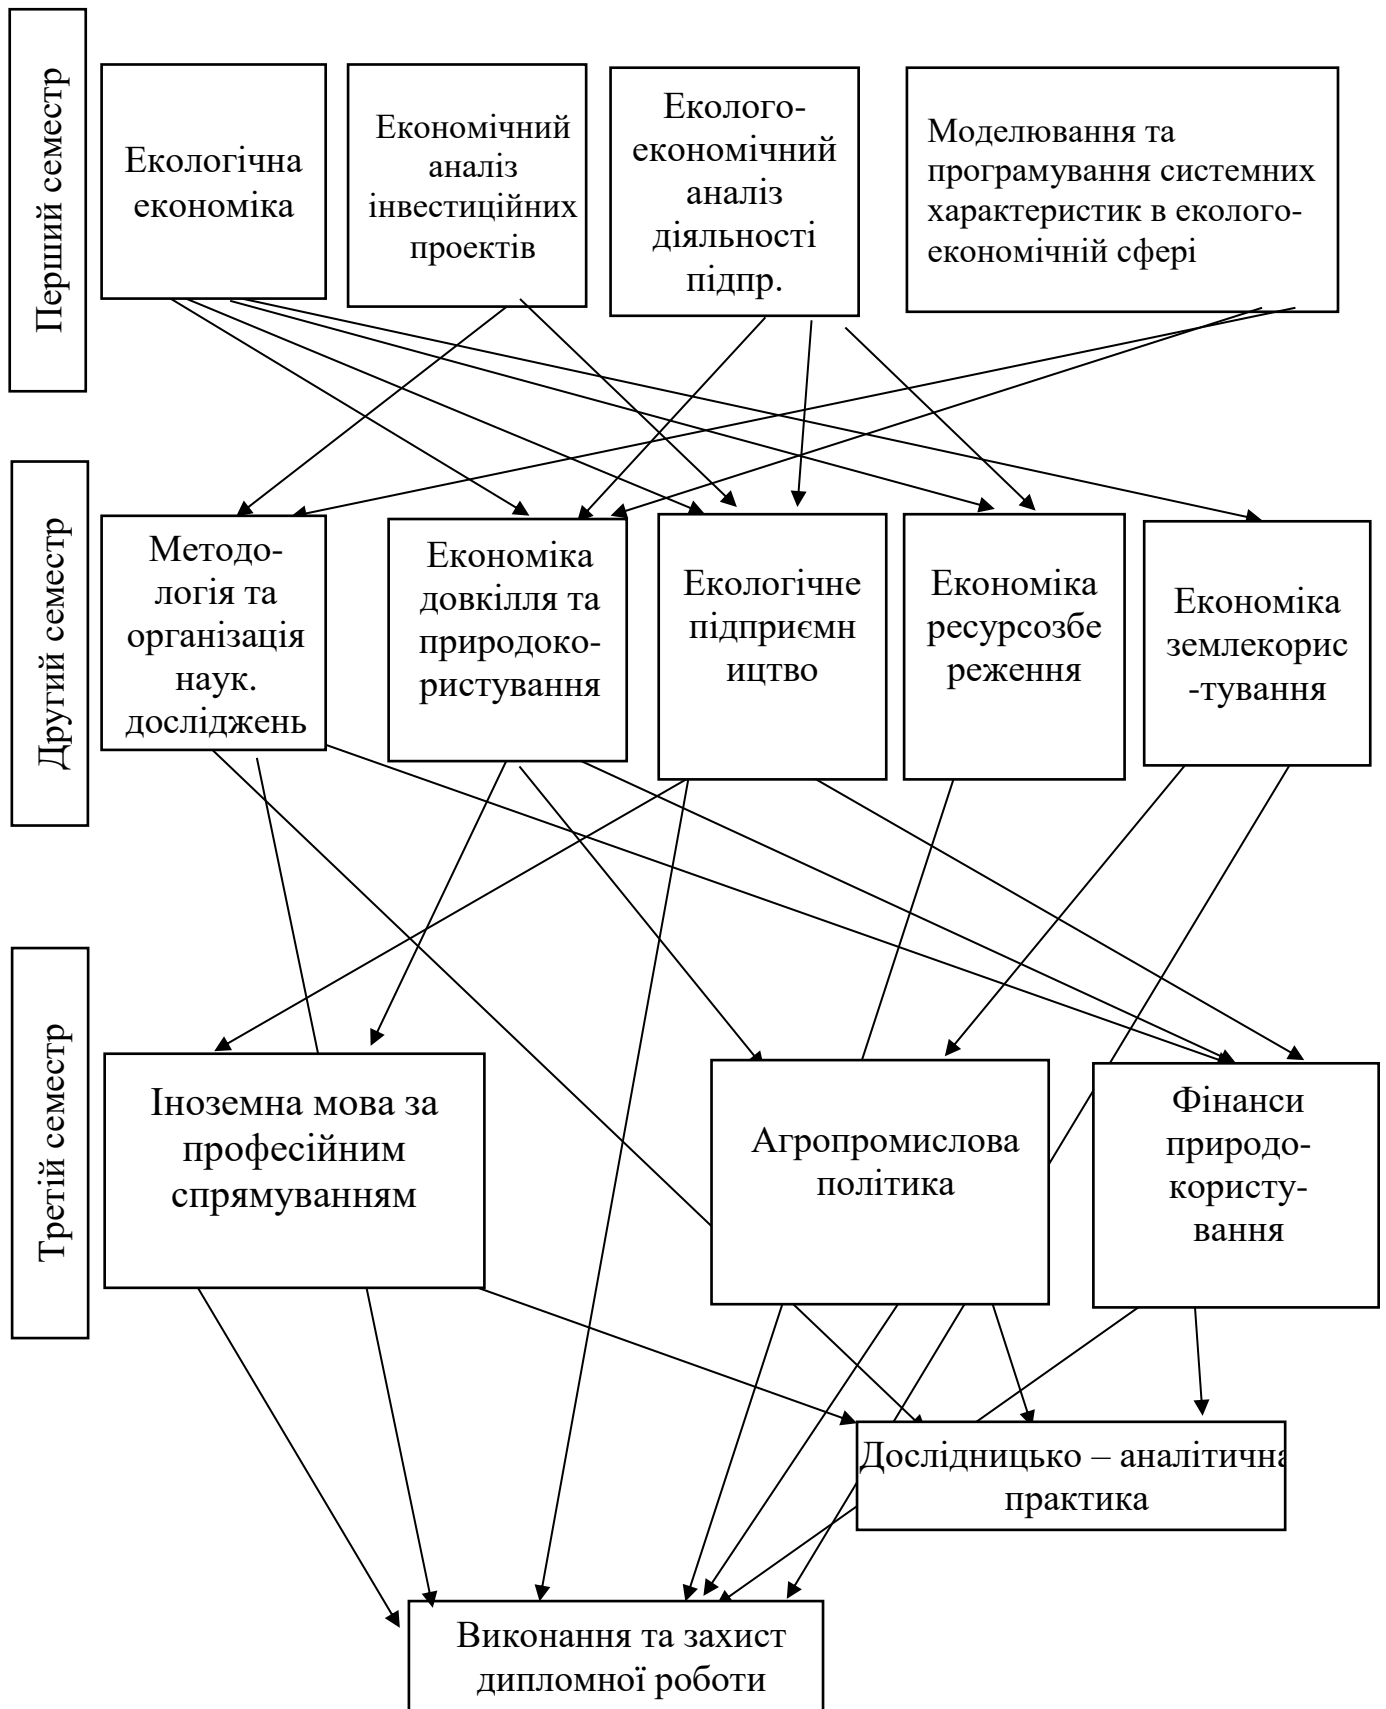 Перший семестр
Екологічна
економіка
Економічний
аналіз
інвестиційних
проектів
Еколого-
економічний
аналіз
діяльності
підпр.
Моделювання та
програмування системних
характеристик в еколого-
економічній сфері
Другий семестр
Методо-
логія та
організація
наук.
досліджень
Економіка
довкілля та
природоко-
ристування
Екологічне
підприємн
ицтво
Економіка
ресурсозбе
реження
Економіка
землекорис
-тування
Третій семестр
Іноземна мова за
професійним
спрямуванням
Агропромислова
політика
Фінанси
природо-
користу-
вання
Дослідницько – аналітична
практика
Виконання та захист
дипломної роботи